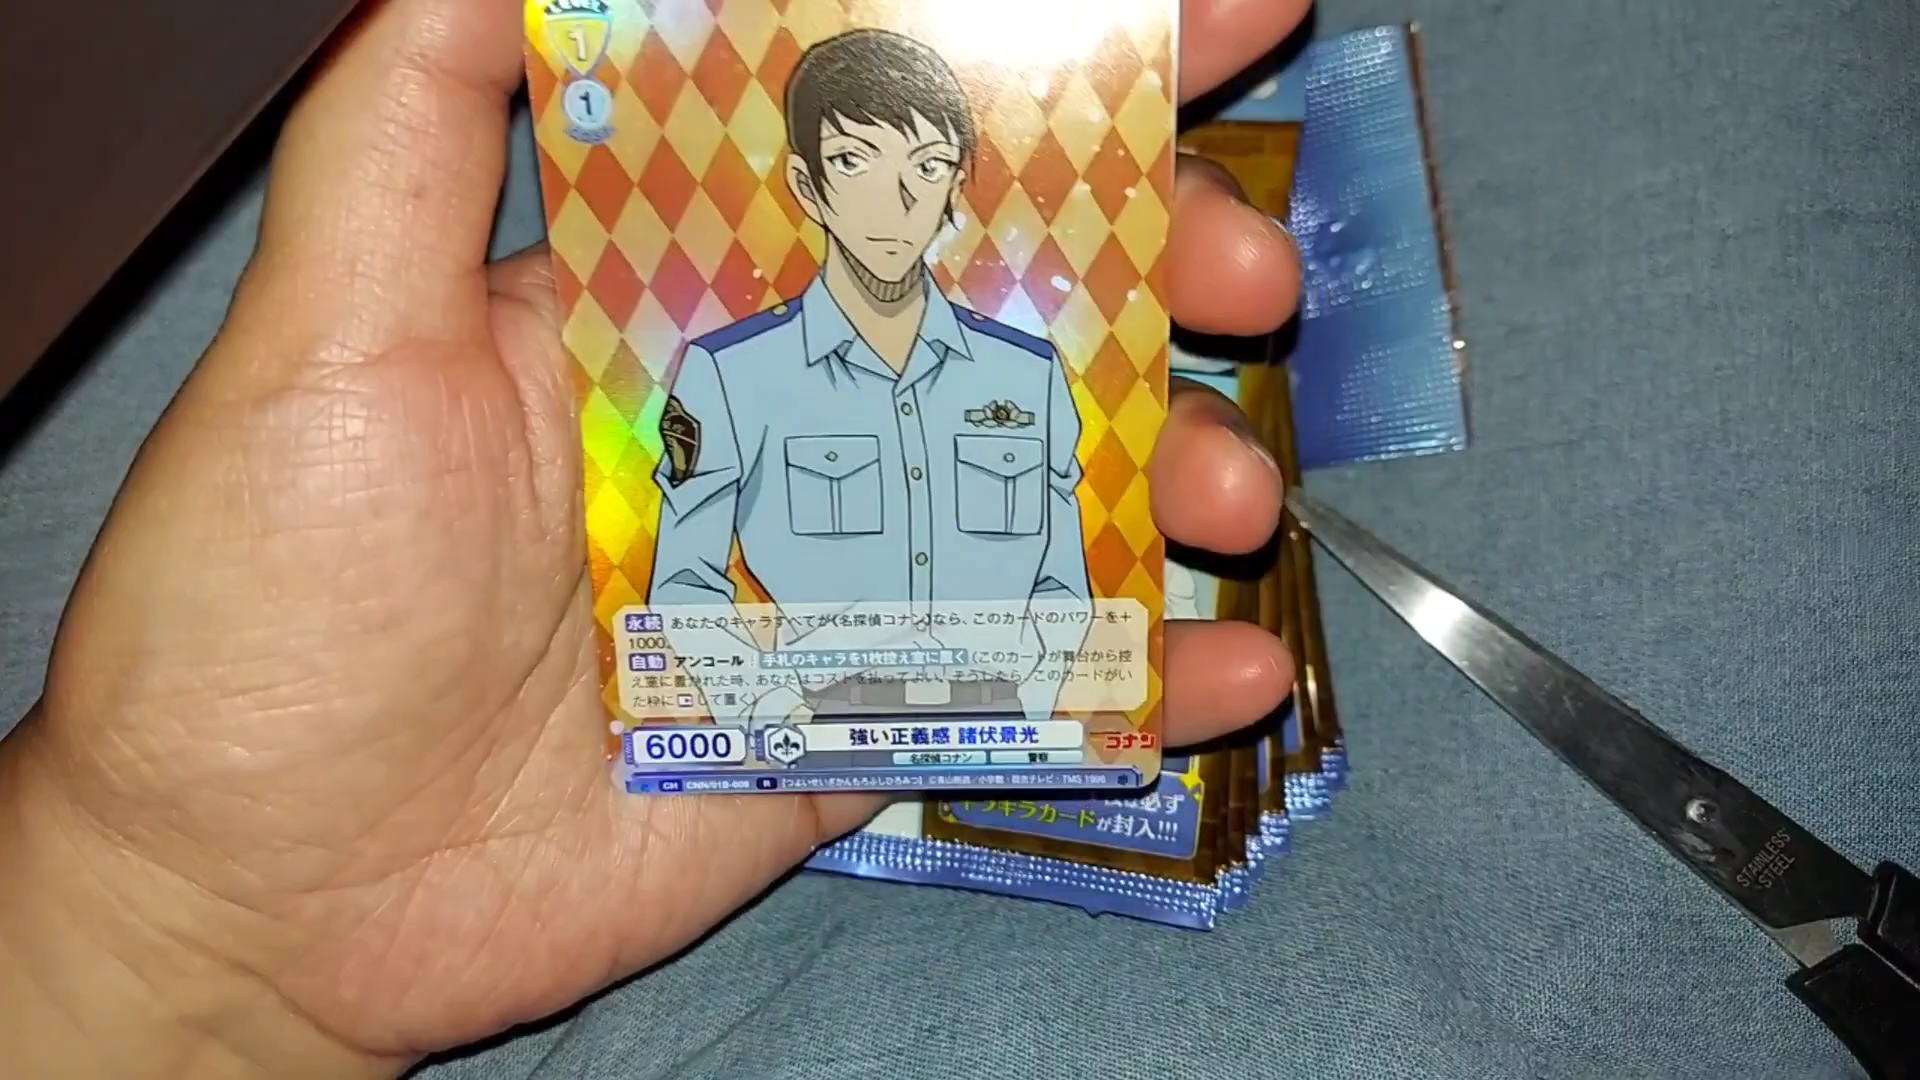 LEVEL
1
1
永続 あなたのキャラすべてが《名探偵コナン》なら、このカードのパワーを+
1000。
自動 アンコール [手札のキャラを1枚控え室に置く](このカードが舞台から控
え室に置かれた時、あなたはコストを払ってよい。そうしたら、このカードがい
た枠に して置く)
6000
強い正義感 諸伏景光
コナン
名探偵コナン 警察
CH R [つよいせいぎかんもろふしひろみつ] ©青山剛昌/小学館・読売テレビ・TMS 1996
キラキラカードが封入!!!
必ず
STAINLESS
STEEL